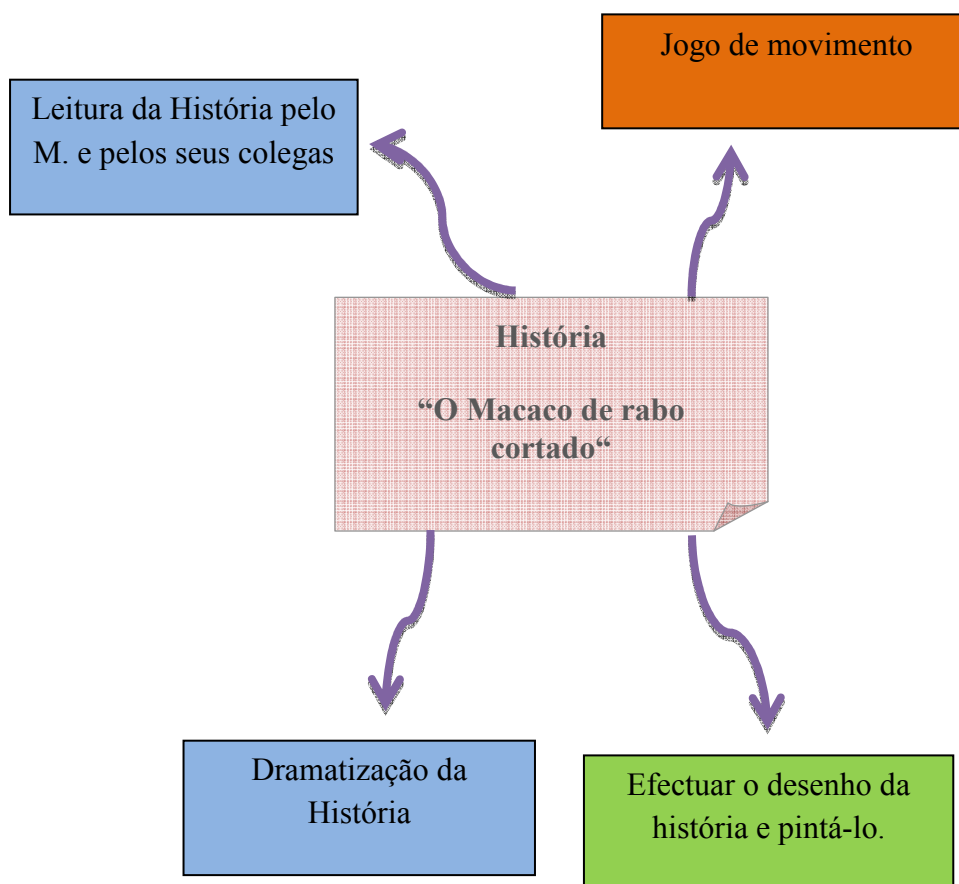 Jogo de movimento
Leitura da História pelo
M. e pelos seus colegas
História
“O Macaco de rabo
cortado“
Dramatização da
História
Efectuar o desenho da
história e pintá-lo.